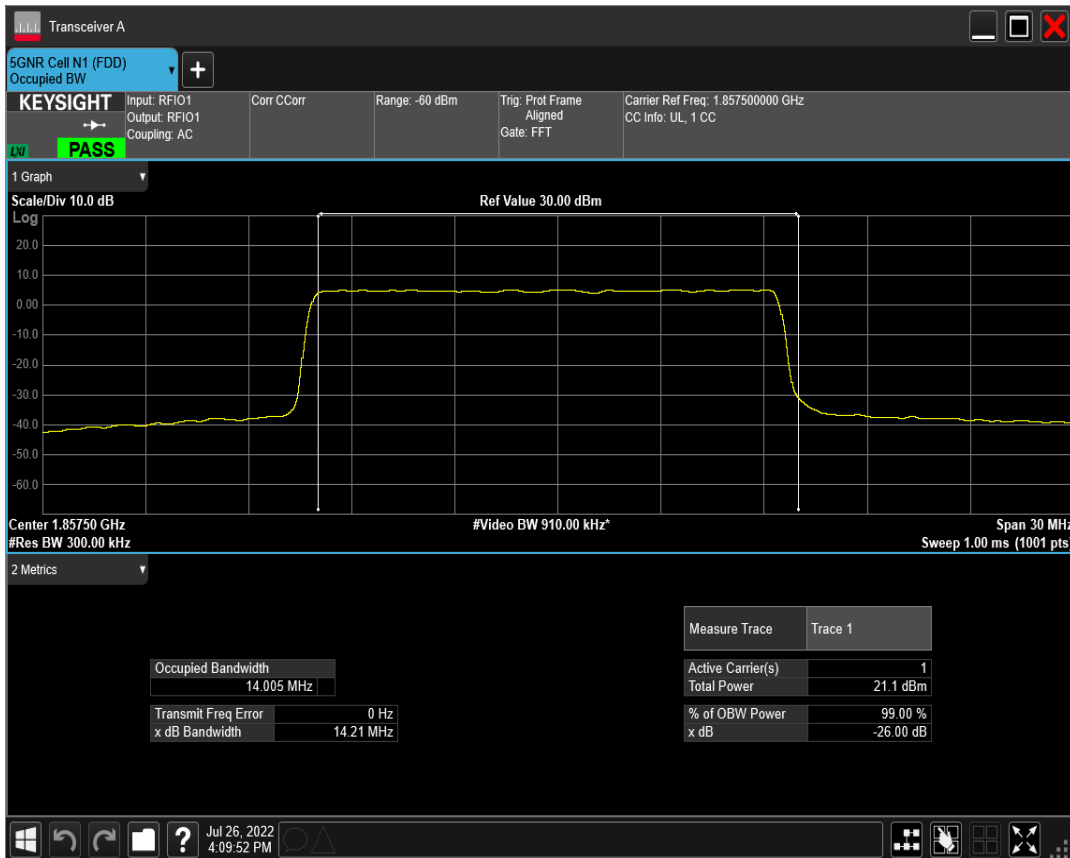 Transceiver A
5GNR Cell N1 (FDD)
Occupied BW
+
KEYSIGHT
LXI
PASS
Input: RFIO1
Output: RFIO1
Coupling: AC
Corr CCorr
Range: -60 dBm
Trig: Prot Frame
Aligned
Gate: FFT
Carrier Ref Freq: 1.857500000 GHz
CC Info: UL, 1 CC
1 Graph
Scale/Div 10.0 dB
Ref Value 30.00 dBm
Log
20.0
10.0
0.00
-10.0
-20.0
-30.0
-40.0
-50.0
-60.0
Center 1.85750 GHz
#Video BW 910.00 kHz*
Span 30 MHz
#Res BW 300.00 kHz
Sweep 1.00 ms (1001 pts)
2 Metrics
Measure Trace Trace 1
Occupied Bandwidth
14.005 MHz
Active Carrier(s) 1
Total Power 21.1 dBm
Transmit Freq Error 0 Hz
x dB Bandwidth 14.21 MHz
% of OBW Power 99.00 %
x dB -26.00 dB
?
Jul 26, 2022
4:09:52 PM